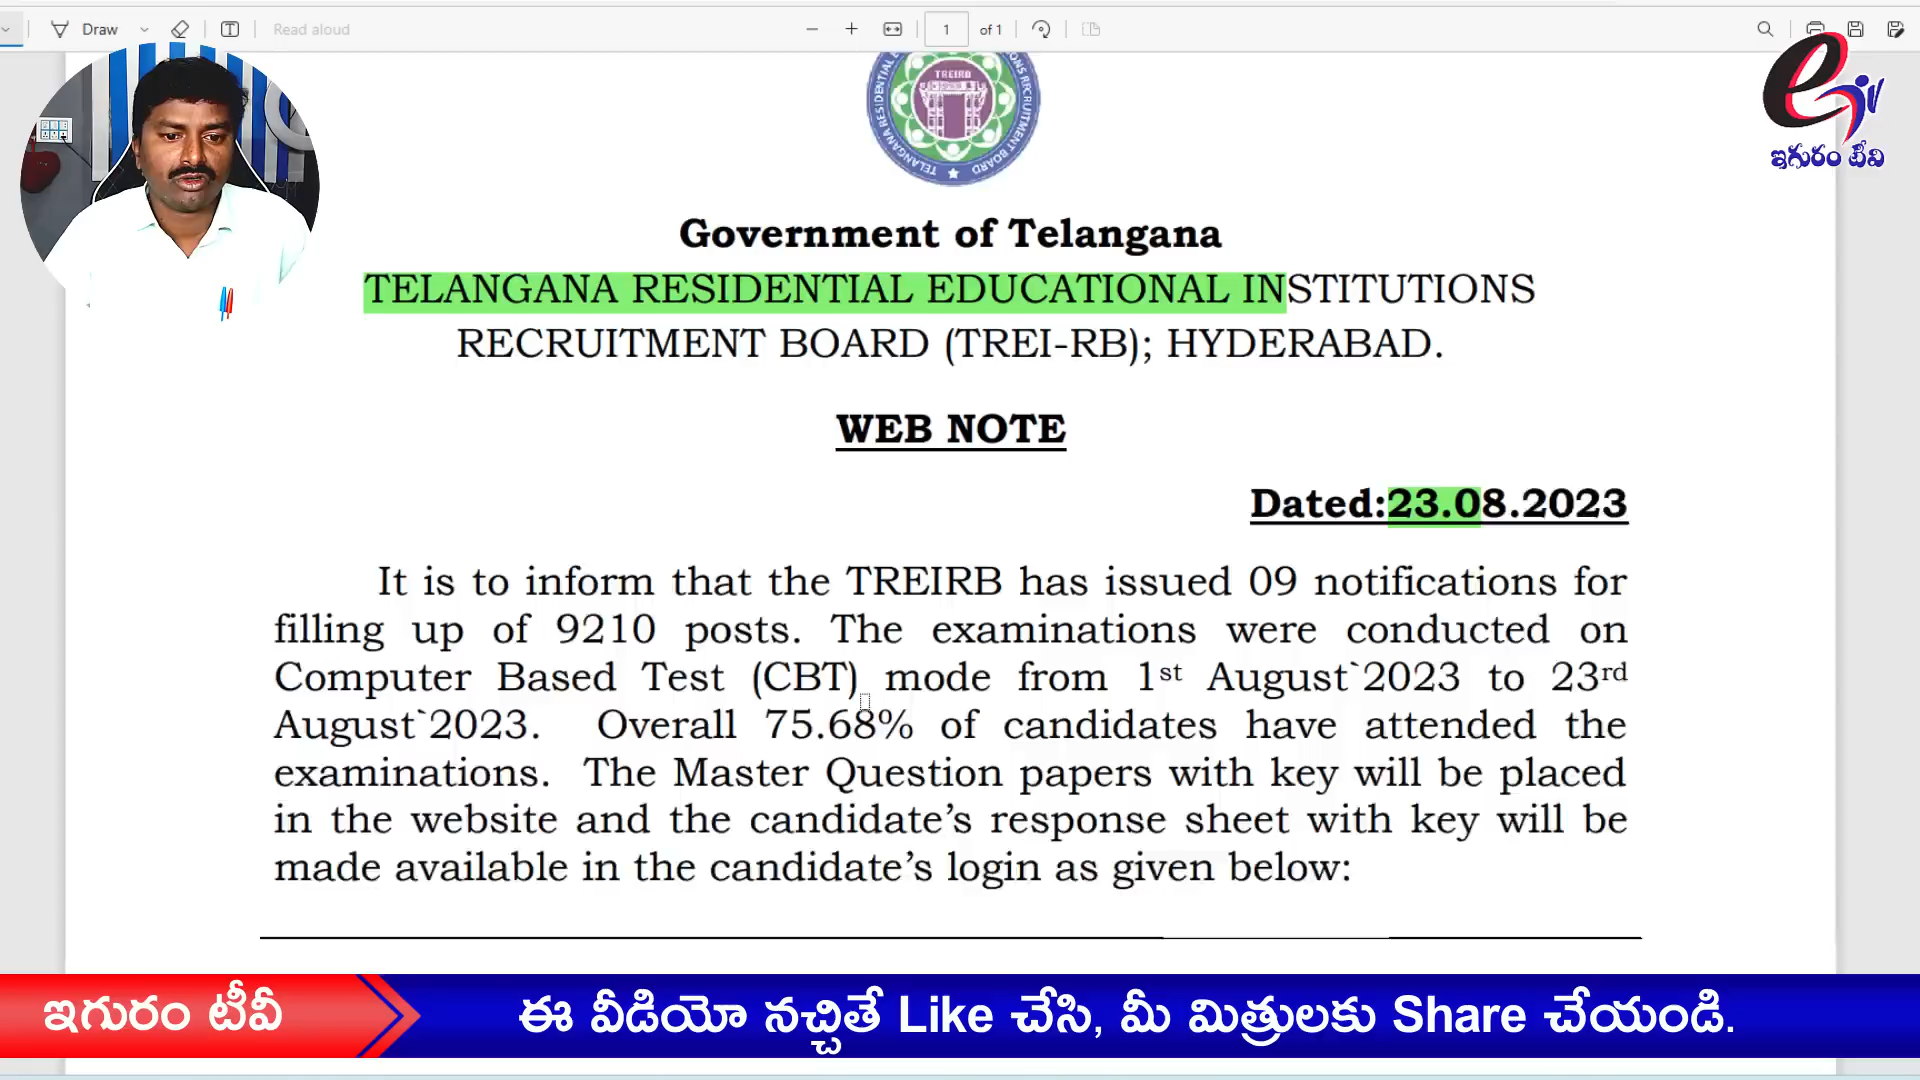 Draw
Read aloud
1
of 1
TREIRB
TELANGANA RESIDENTIAL
RECRUITMENT BOARD
ఇగురం టీవి
Government of Telangana
TELANGANA RESIDENTIAL EDUCATIONAL INSTITUTIONS
RECRUITMENT BOARD (TREI-RB); HYDERABAD.
WEB NOTE
Dated:23.08.2023
It is to inform that the TREIRB has issued 09 notifications for
filling up of 9210 posts. The examinations were conducted on
Computer Based Test (CBT) mode from 1st August`2023 to 23rd
August`2023. Overall 75.68% of candidates have attended the
examinations. The Master Question papers with key will be placed
in the website and the candidate’s response sheet with key will be
made available in the candidate’s login as given below:
ఇగురం టీవీ
ఈ వీడియో నచ్చితే Like చేసి, మీ మిత్రులకు Share చేయండి.